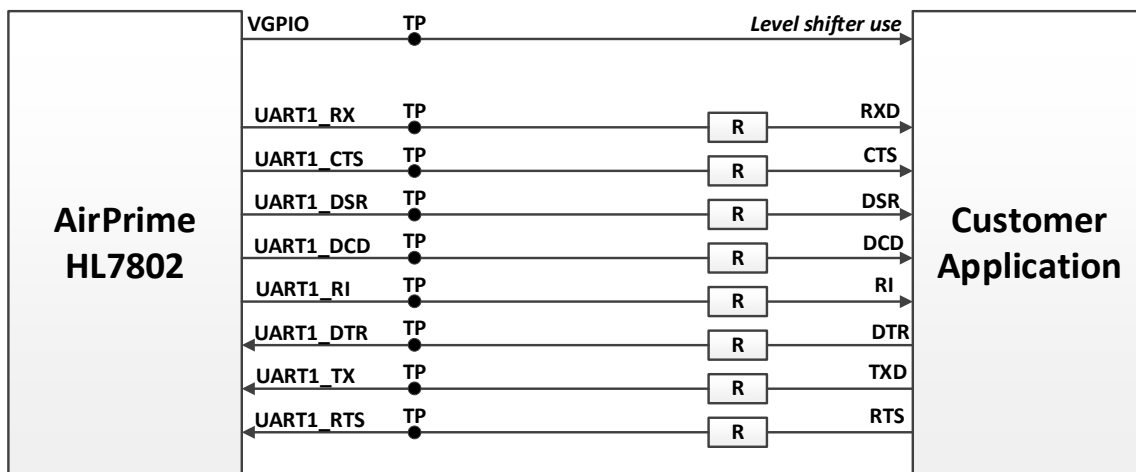 VGPIO TP Level shifter use
UART1_RX TP R RXD
UART1_CTS TP R CTS
UART1_DSR TP R DSR
AirPrime
HL7802
UART1_DCD TP R DCD
Customer
Application
UART1_RI TP R RI
UART1_DTR TP R DTR
UART1_TX TP R TXD
UART1_RTS TP R RTS